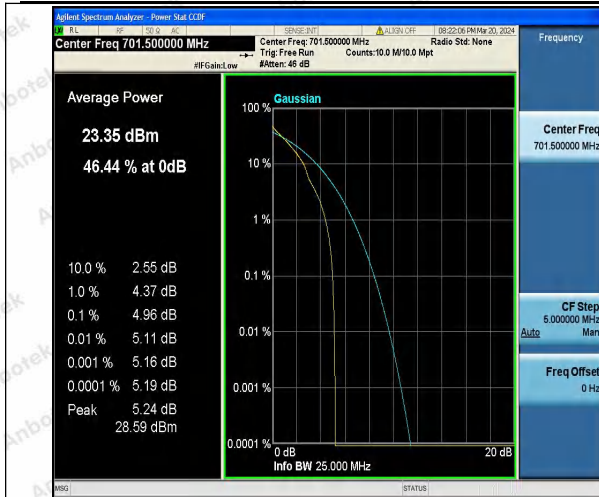 Agilent Spectrum Analyzer - Power Stat CCDF
RL RF 50 Ω AC SENSE:INT ALIGN OFF 08:22:06 PM Mar 20, 2024
Center Freq 701.500000 MHz
Center Freq: 701.500000 MHz Radio Std: None
Trig: Free Run Counts:10.0 M/10.0 Mpt
#IFGain:Low #Atten: 46 dB
Frequency
Average Power
23.35 dBm
46.44 % at 0dB
10.0 % 2.55 dB
1.0 % 4.37 dB
0.1 % 4.96 dB
0.01 % 5.11 dB
0.001 % 5.16 dB
0.0001 % 5.19 dB
Peak 5.24 dB
28.59 dBm
Gaussian
100 %
10 %
1 %
0.1 %
0.01 %
0.001 %
0.0001 %
0 dB 20 dB
Info BW 25.000 MHz
Center Freq
701.500000 MHz
CF Step
5.000000 MHz
Auto Man
Freq Offset
0 Hz
MSG STATUS